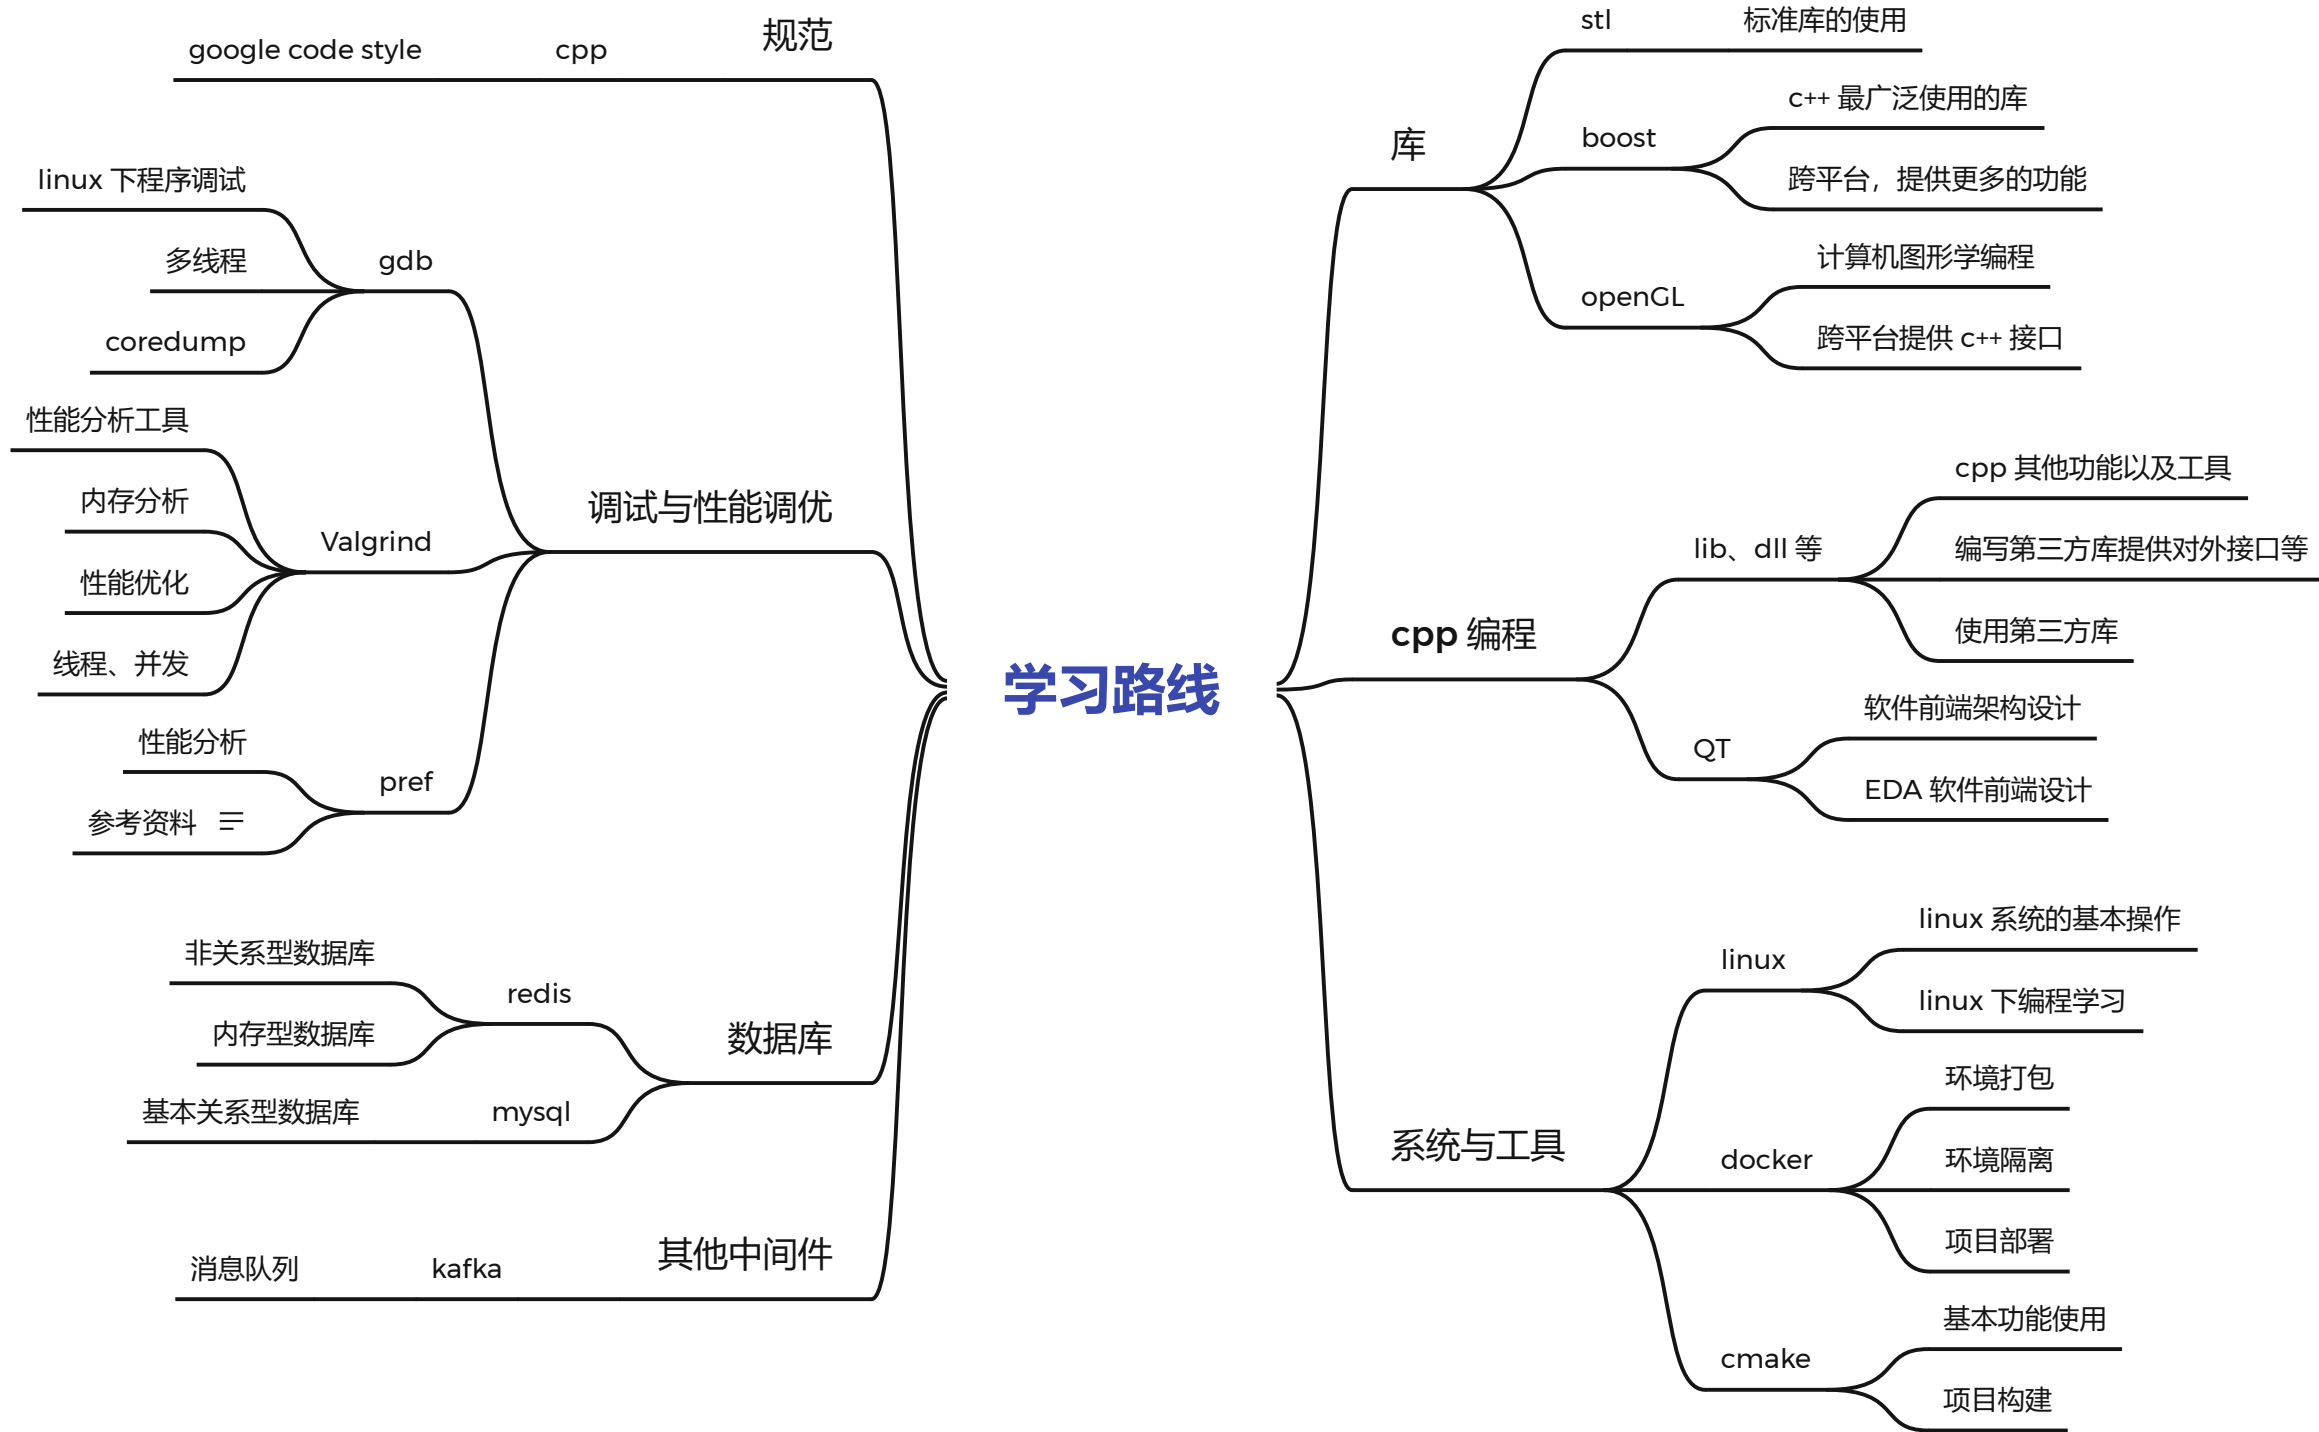 学习路线
库
stl
标准库的使用
boost
c++ 最广泛使用的库
跨平台，提供更多的功能
openGL
计算机图形学编程
跨平台提供 c++ 接口
cpp 编程
lib、dll 等
cpp 其他功能以及工具
编写第三方库提供对外接口等
使用第三方库
QT
软件前端架构设计
EDA 软件前端设计
系统与工具
linux
linux 系统的基本操作
linux 下编程学习
docker
环境打包
环境隔离
项目部署
cmake
基本功能使用
项目构建
规范
cpp
google code style
调试与性能调优
gdb
linux 下程序调试
多线程
coredump
Valgrind
性能分析工具
内存分析
性能优化
线程、并发
pref
性能分析
参考资料
数据库
redis
非关系型数据库
内存型数据库
mysql
基本关系型数据库
其他中间件
kafka
消息队列